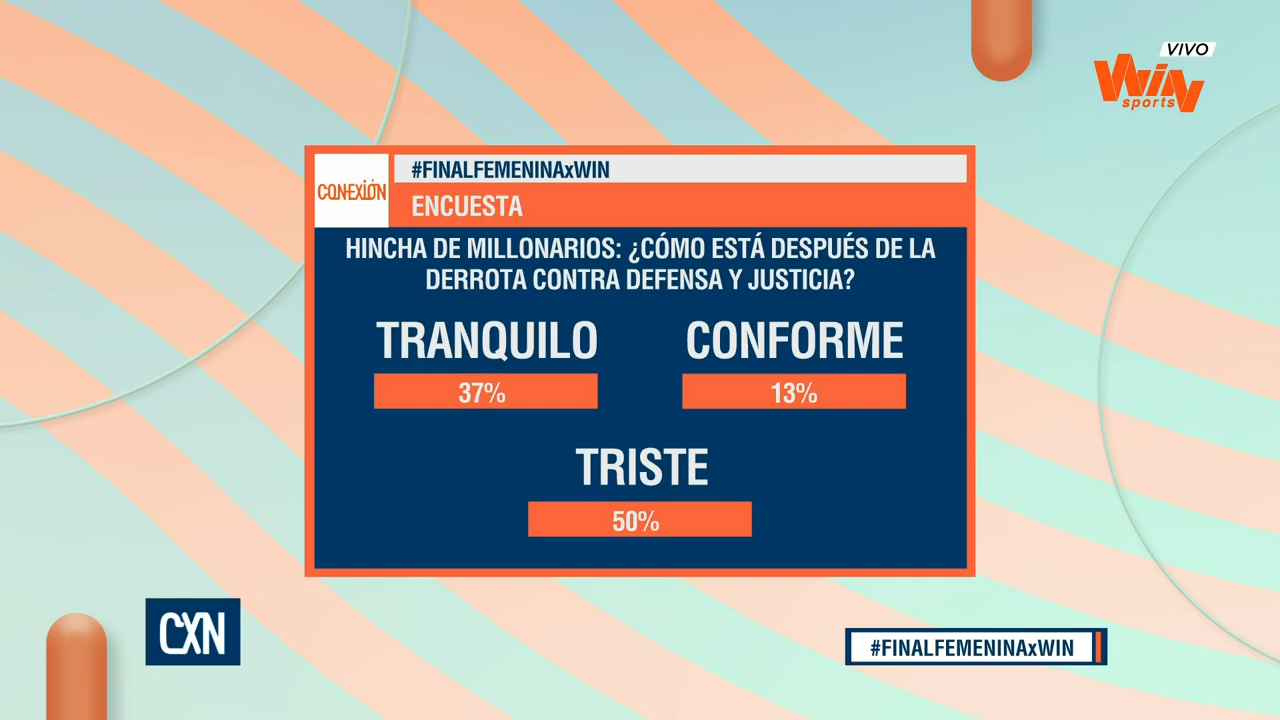 VIVO
WIN
sports
#FINALFEMENINAxWIN
CONEXIÓN
ENCUESTA
HINCHA DE MILLONARIOS: ¿CÓMO ESTÁ DESPUÉS DE LA
DERROTA CONTRA DEFENSA Y JUSTICIA?
TRANQUILO
37%
CONFORME
13%
TRISTE
50%
CXN
#FINALFEMENINAxWIN